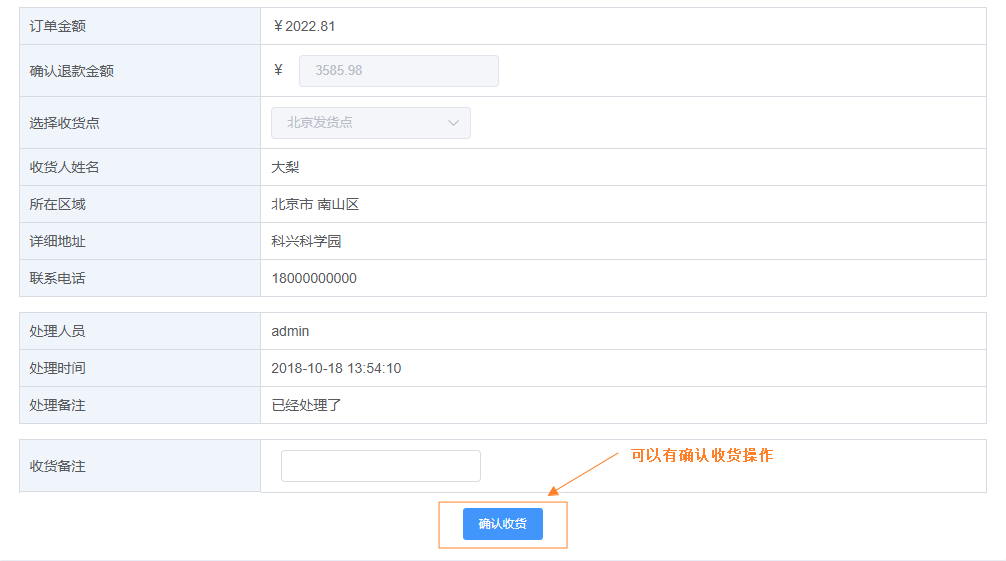 订单金额 ￥2022.81
确认退款金额 ￥ 3585.98
选择收货点 北京发货点
收货人姓名 大梨
所在区域 北京市 南山区
详细地址 科兴科学园
联系电话 18000000000
处理人员 admin
处理时间 2018-10-18 13:54:10
处理备注 已经处理了
收货备注 可以有确认收货操作
确认收货